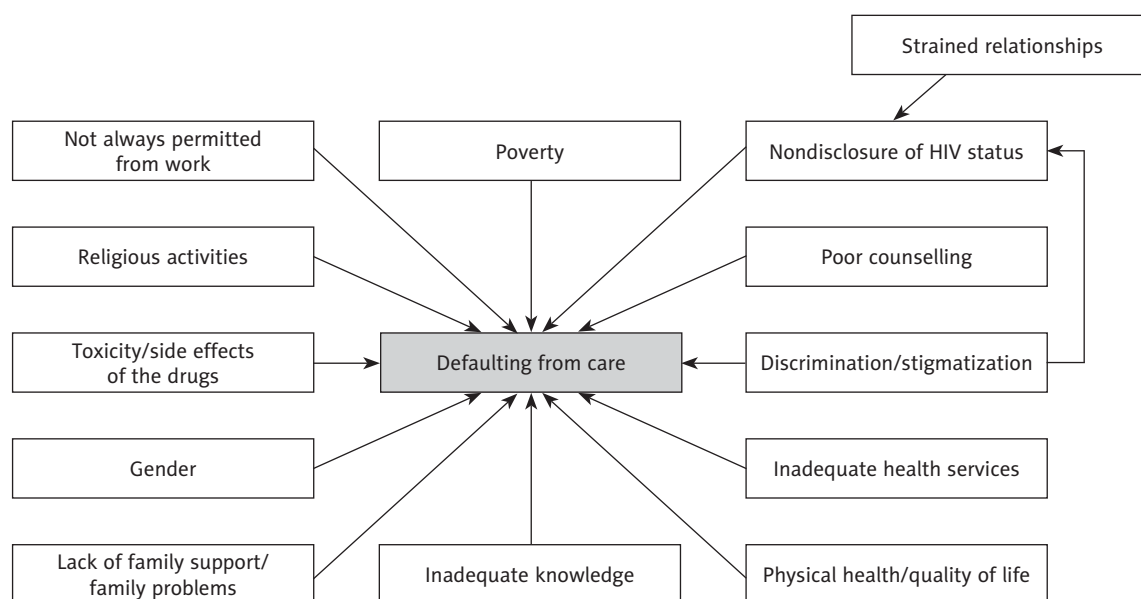 Strained relationships
Not always permitted
from work
Poverty
Nondisclosure of HIV status
Religious activities
Poor counselling
Toxicity/side effects
of the drugs
Defaulting from care
Discrimination/stigmatization
Gender
Inadequate health services
Lack of family support/
family problems
Inadequate knowledge
Physical health/quality of life